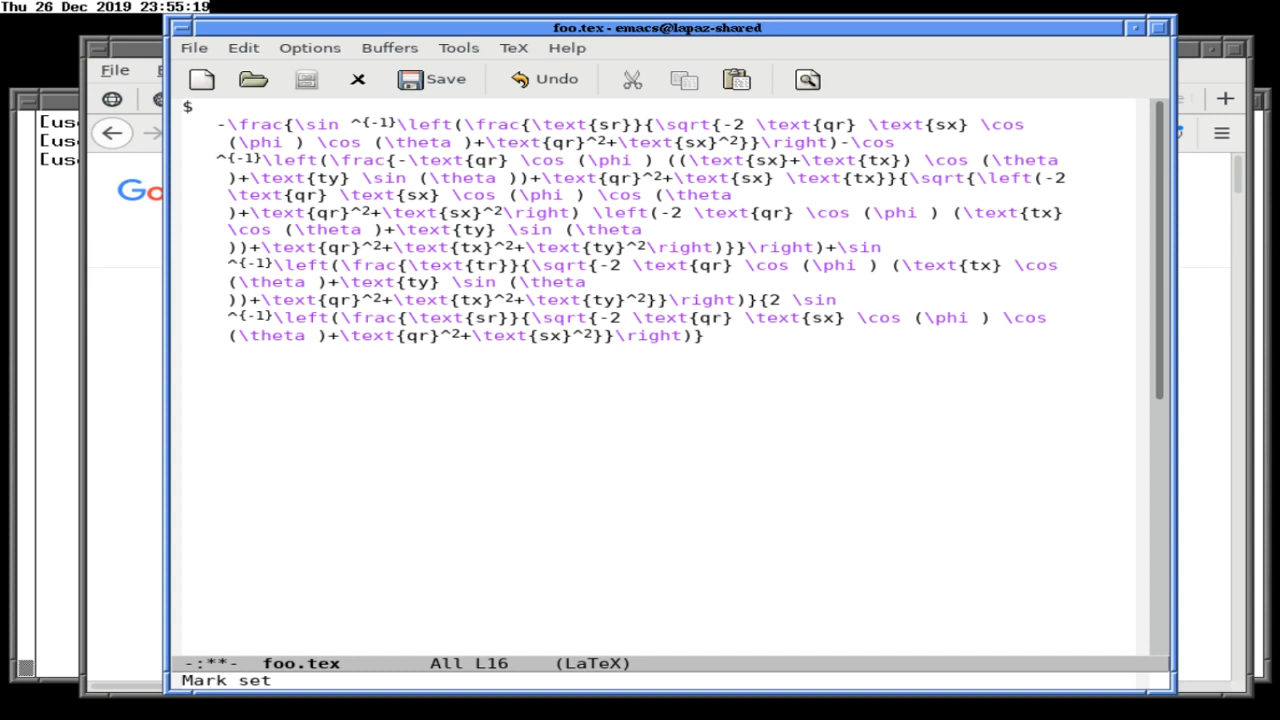 Thu 26 Dec 2019 23:55:19
foo.tex - emacs@lapaz-shared
File Edit Options Buffers Tools TeX Help
File
Save Undo
$
[us
-\frac{\sin ^{-1}\left(\frac{\text{sr}}{\sqrt{-2 \text{qr} \text{sx} \cos
[us
(\phi ) \cos (\theta )+\text{qr}^2+\text{sx}^2}}\right)-\cos
[us
^{-1}\left(\frac{-\text{qr} \cos (\phi ) ((\text{sx}+\text{tx}) \cos (\theta
)+\text{ty} \sin (\theta ))+\text{qr}^2+\text{sx} \text{tx}}{\sqrt{\left(-2
Go
\text{qr} \text{sx} \cos (\phi ) \cos (\theta
)+\text{qr}^2+\text{sx}^2\right) \left(-2 \text{qr} \cos (\phi ) (\text{tx}
\cos (\theta )+\text{ty} \sin (\theta
))+\text{qr}^2+\text{tx}^2+\text{ty}^2\right)}}\right)+\sin
^{-1}\left(\frac{\text{tr}}{\sqrt{-2 \text{qr} \cos (\phi ) (\text{tx} \cos
(\theta )+\text{ty} \sin (\theta
))+\text{qr}^2+\text{tx}^2+\text{ty}^2}}\right)}{2 \sin
^{-1}\left(\frac{\text{sr}}{\sqrt{-2 \text{qr} \text{sx} \cos (\phi ) \cos
(\theta )+\text{qr}^2+\text{sx}^2}}\right)}
-:**- foo.tex All L16 (LaTeX)
Mark set